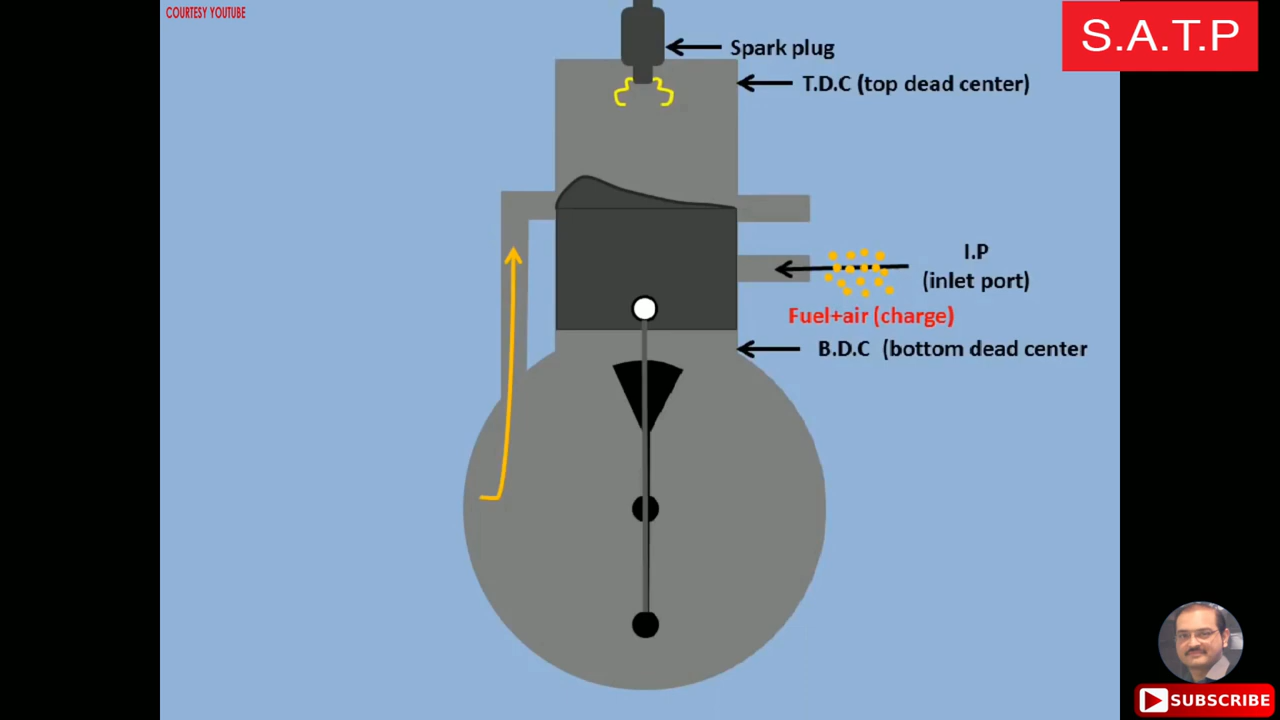 COURTESY YOUTUBE
S.A.T.P
Spark plug
T.D.C (top dead center)
I.P
(inlet port)
Fuel+air (charge)
B.D.C (bottom dead center
SUBSCRIBE